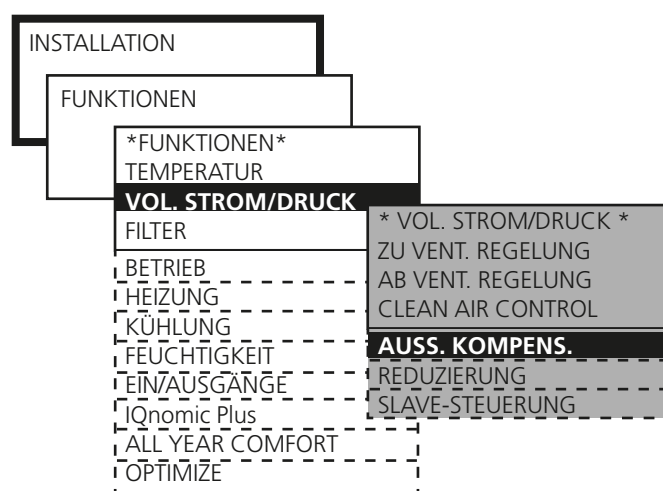 INSTALLATION
FUNKTIONEN
*FUNKTIONEN*
TEMPERATUR
VOL. STROM/DRUCK
FILTER
BETRIEB
HEIZUNG
KÜHLUNG
FEUCHTIGKEIT
EIN/AUSGÄNGE
IQnomic Plus
ALL YEAR COMFORT
OPTIMIZE
* VOL. STROM/DRUCK *
ZU VENT. REGELUNG
AB VENT. REGELUNG
CLEAN AIR CONTROL
AUSS. KOMPENS.
REDUZIERUNG
SLAVE-STEUERUNG